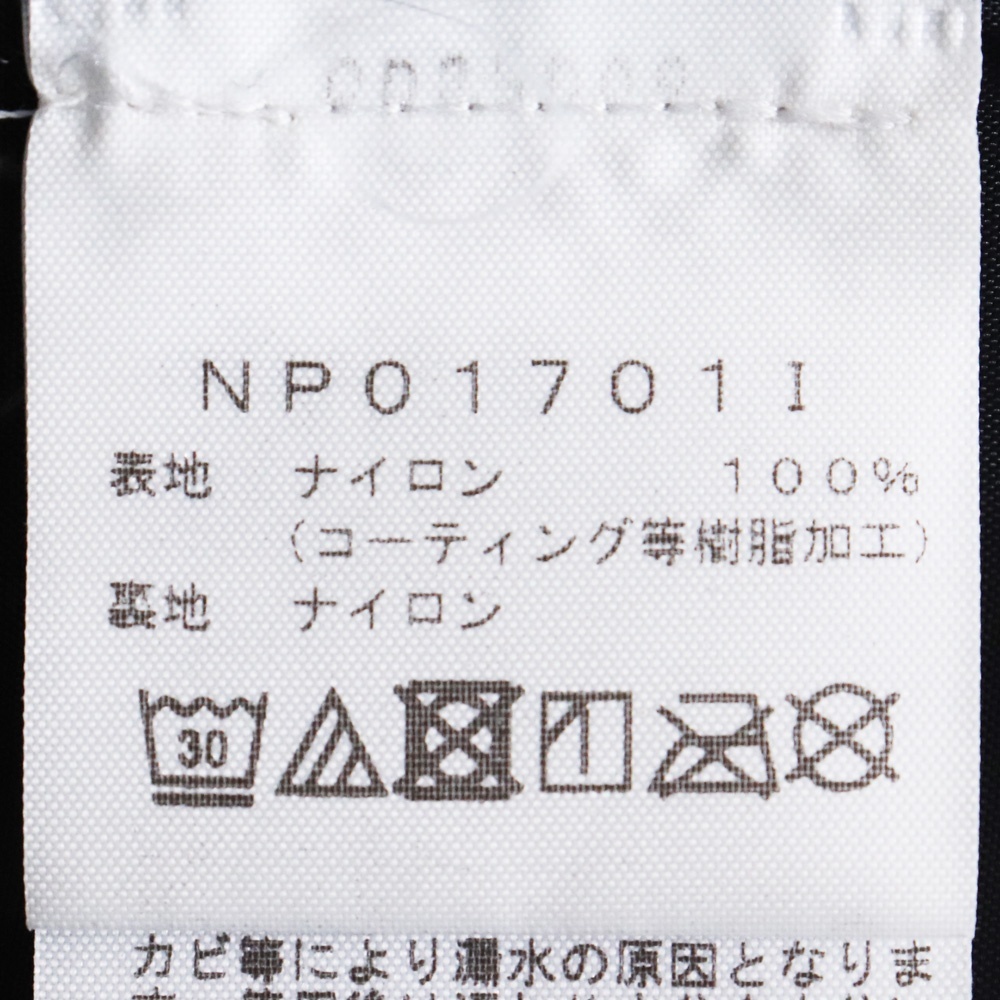 NP01701I
表地 ナイロン 100%
(コーティング等樹脂加工)
裏地 ナイロン
30
カビ等により漏水の原因となりま